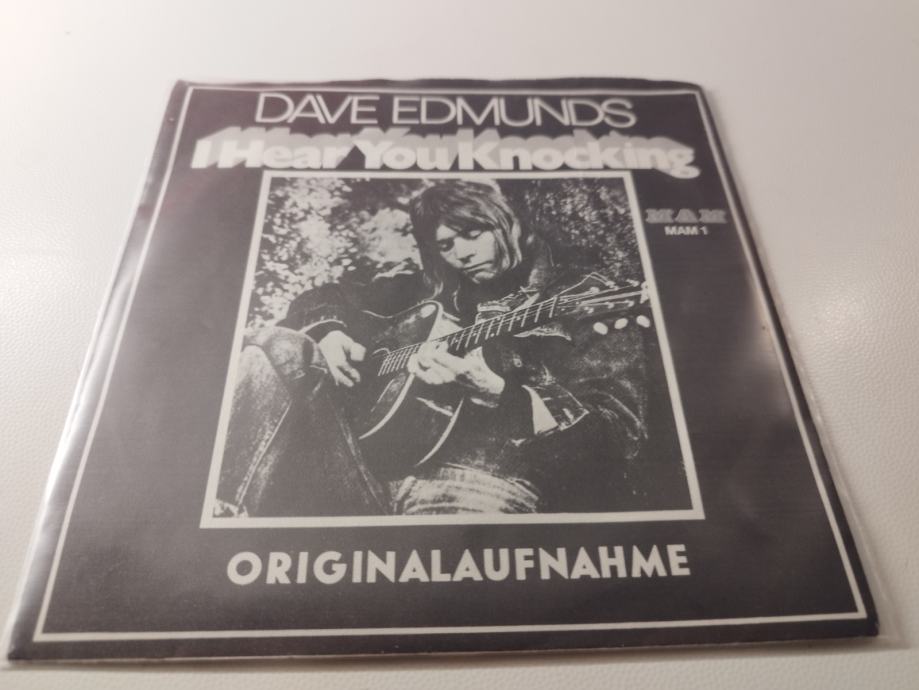 DAVE EDMUNDS
I Hear You Knocking
MAM
MAM 1
ORIGINALAUFNAHME